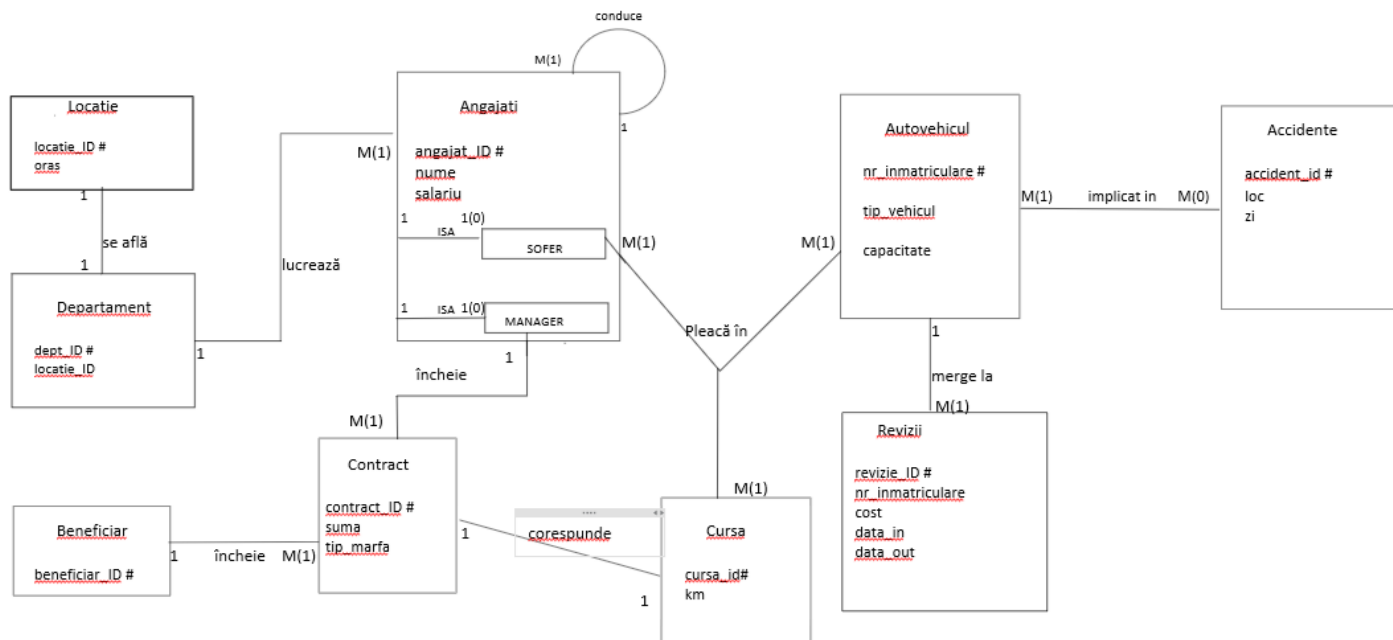 conduce
M(1)
1
Locatie
locatie_ID #
oras
1
se află
1
Departament
dept_ID #
locatie_ID
1
lucrează
M(1)
Angajati
angajat_ID #
nume
salariu
1 ISA 1(0)
SOFER
1 ISA 1(0)
MANAGER
M(1)
1
încheie
M(1)
Pleacă în
M(1)
M(1)
Autovehicul
nr_inmatriculare #
tip_vehicul
capacitate
M(1) implicat in M(0)
Accidente
accident_id #
loc
zi
1
merge la
M(1)
Revizii
revizie_ID #
nr_inmatriculare
cost
data_in
data_out
Contract
contract_ID #
suma
tip_marfa
Beneficiar
beneficiar_ID #
1 încheie M(1)
1
corespunde
1
Cursa
cursa_id#
km